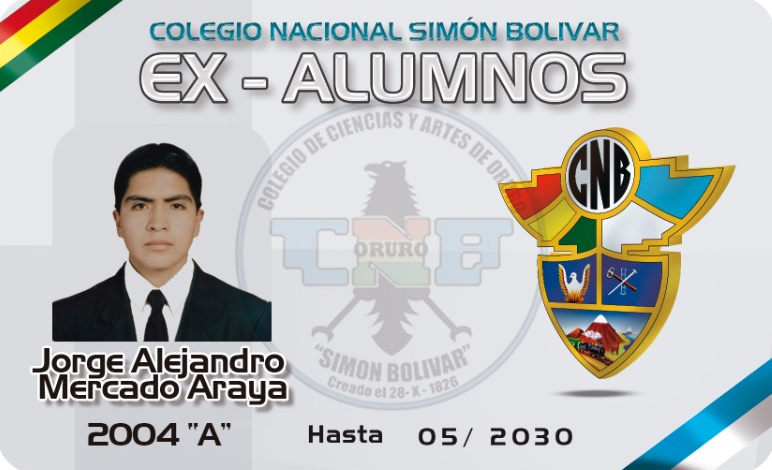 COLEGIO NACIONAL SIMÓN BOLIVAR
EX - ALUMNOS
COLEGIO DE CIENCIAS Y ARTES DE ORURO
CNB
CNB
ORURO
"SIMON BOLIVAR"
Creado el 28-X-1826
Jorge Alejandro
Mercado Araya
2004 "A"
Hasta 05/ 2030